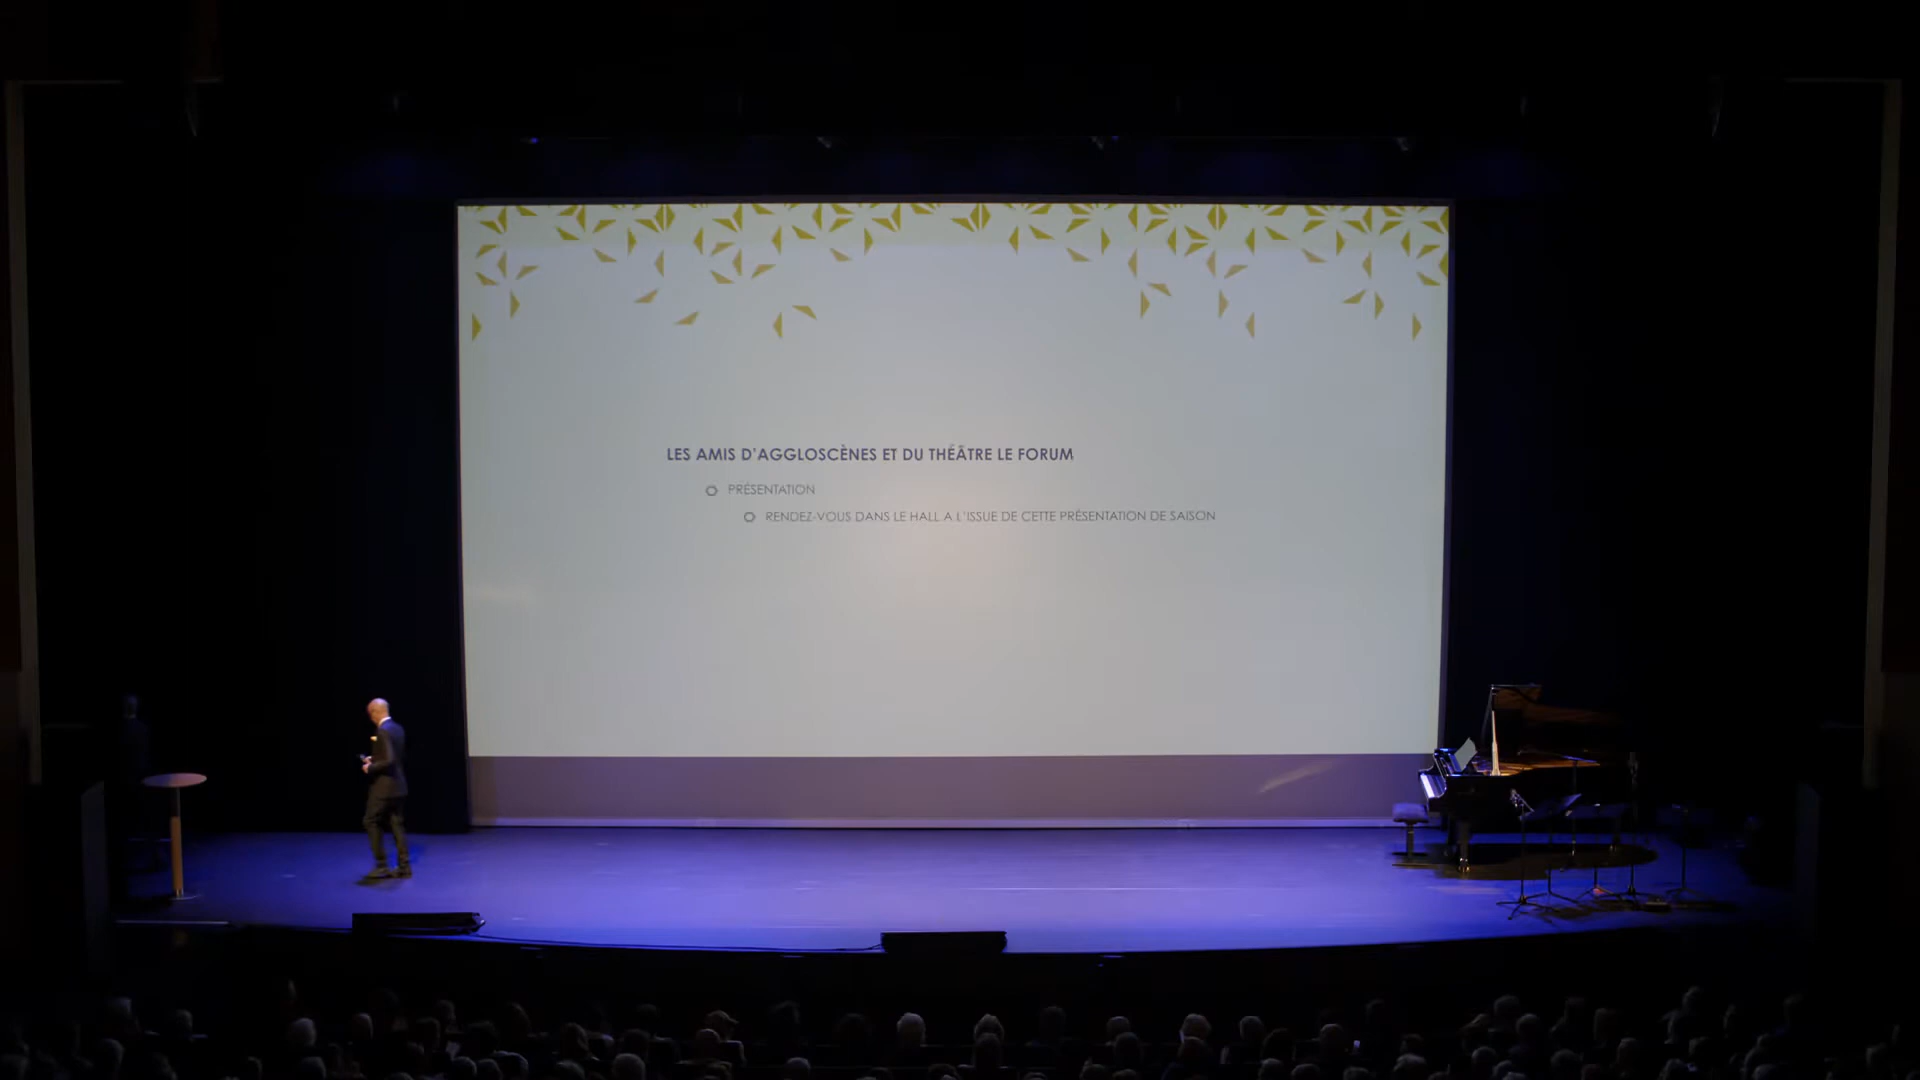 LES AMIS D'AGGLOSCÈNES ET DU THÉÂTRE LE FORUM
PRÉSENTATION
RENDEZ-VOUS DANS LE HALL A L'ISSUE DE CETTE PRÉSENTATION DE SAISON